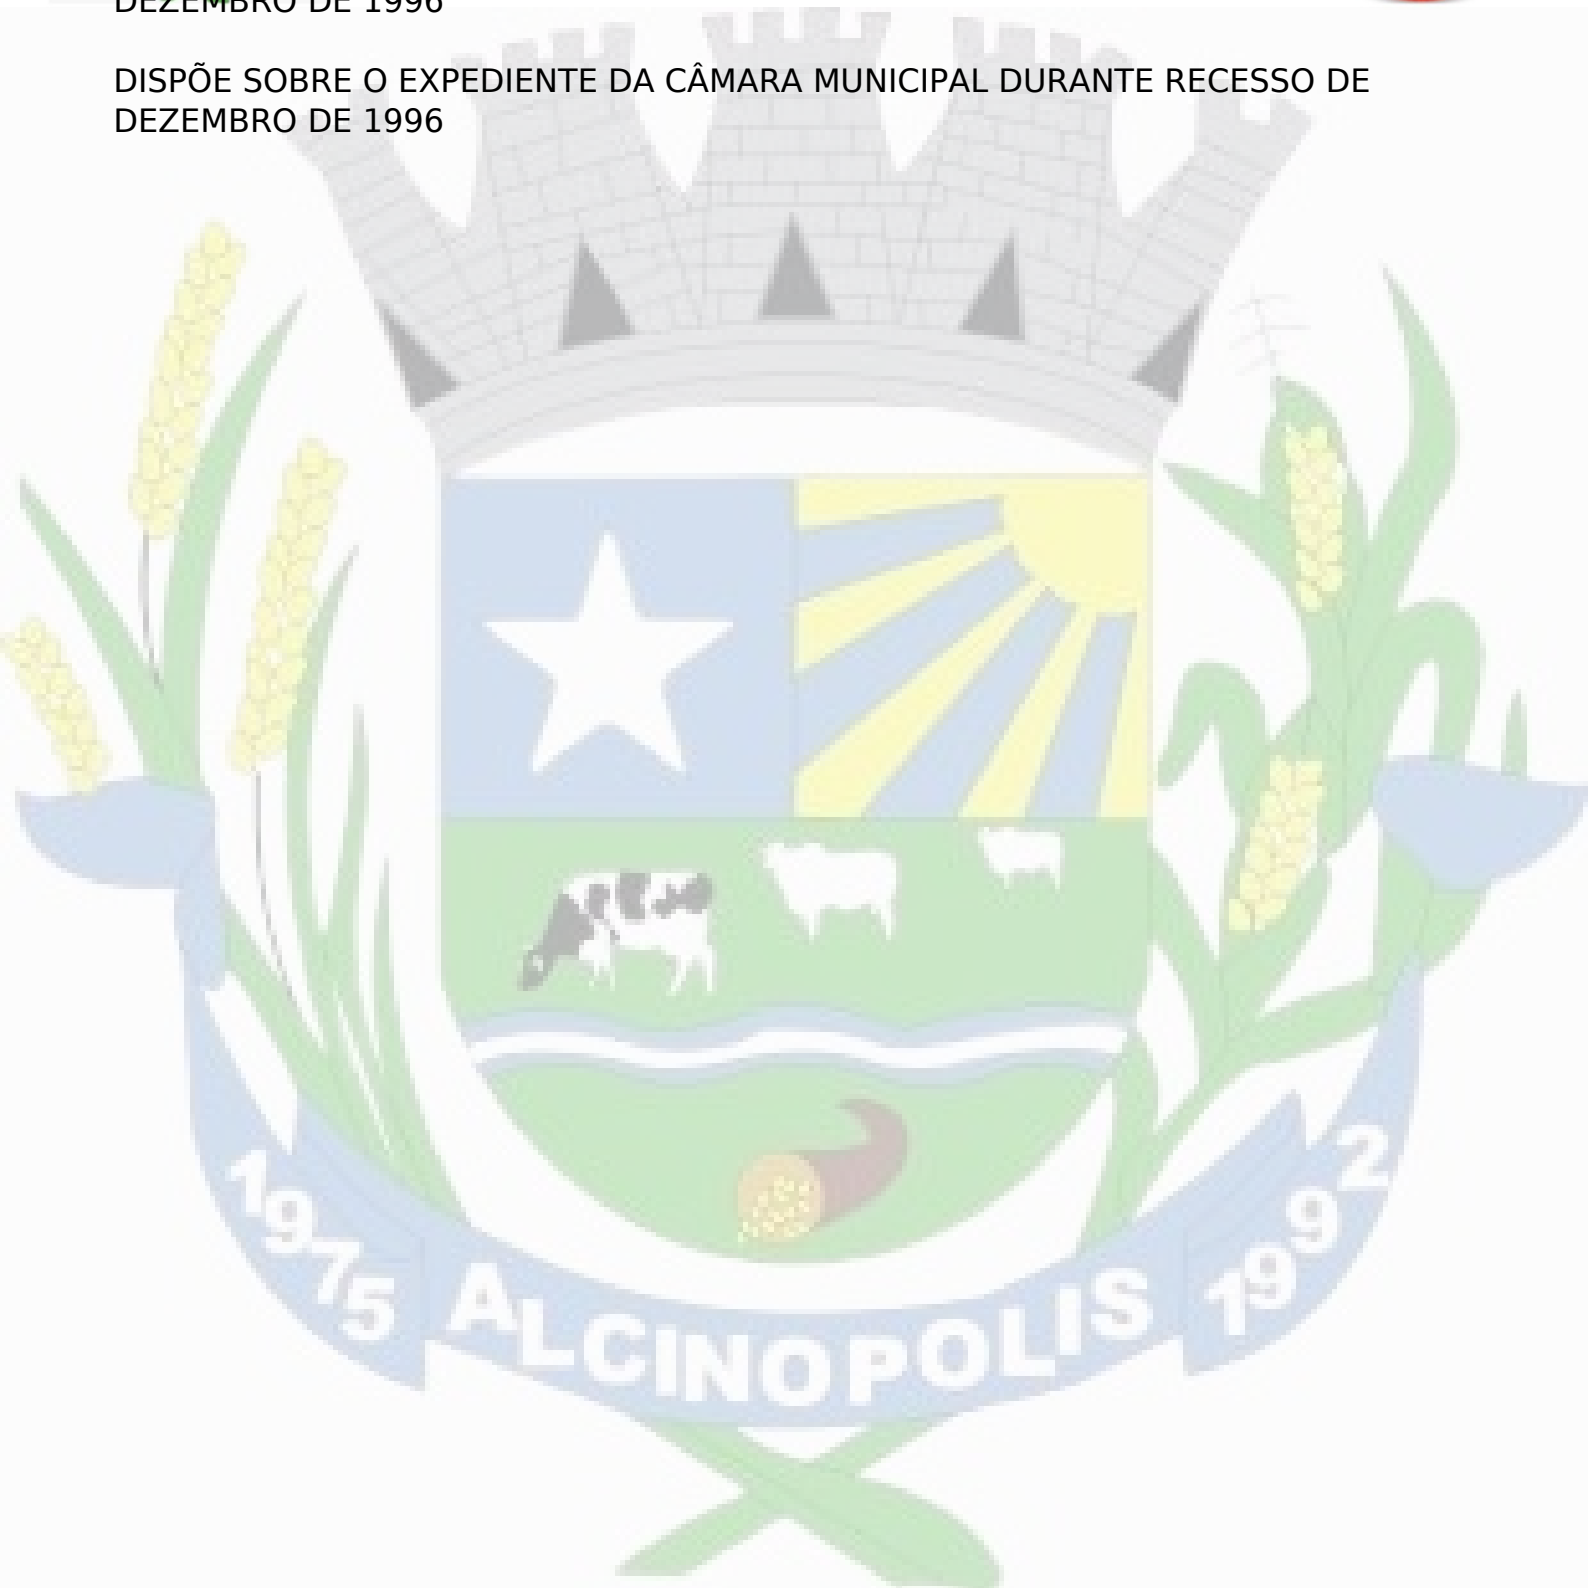 DEZEMBRO DE 1996
DISPÕE SOBRE O EXPEDIENTE DA CÂMARA MUNICIPAL DURANTE RECESSO DE
DEZEMBRO DE 1996
1975 ALCINOPOLIS 1992